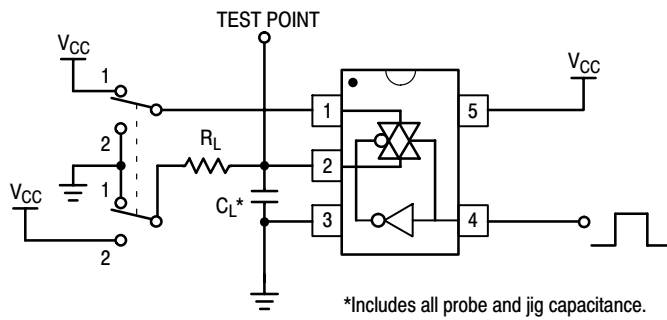 TEST POINT
VCC
VCC
1
1
5
2
RL
2
1
CL*
3
4
VCC
2
*Includes all probe and jig capacitance.